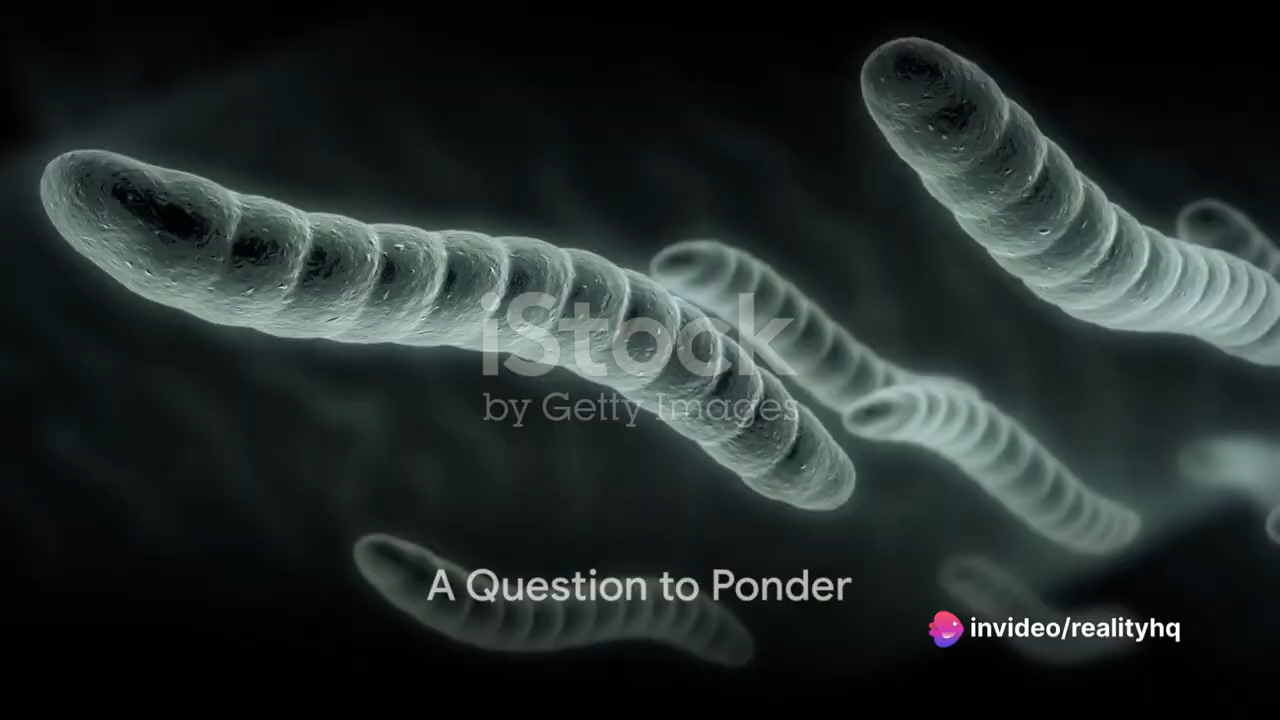 iStock
by Getty Images
A Question to Ponder
invideo/realityhq